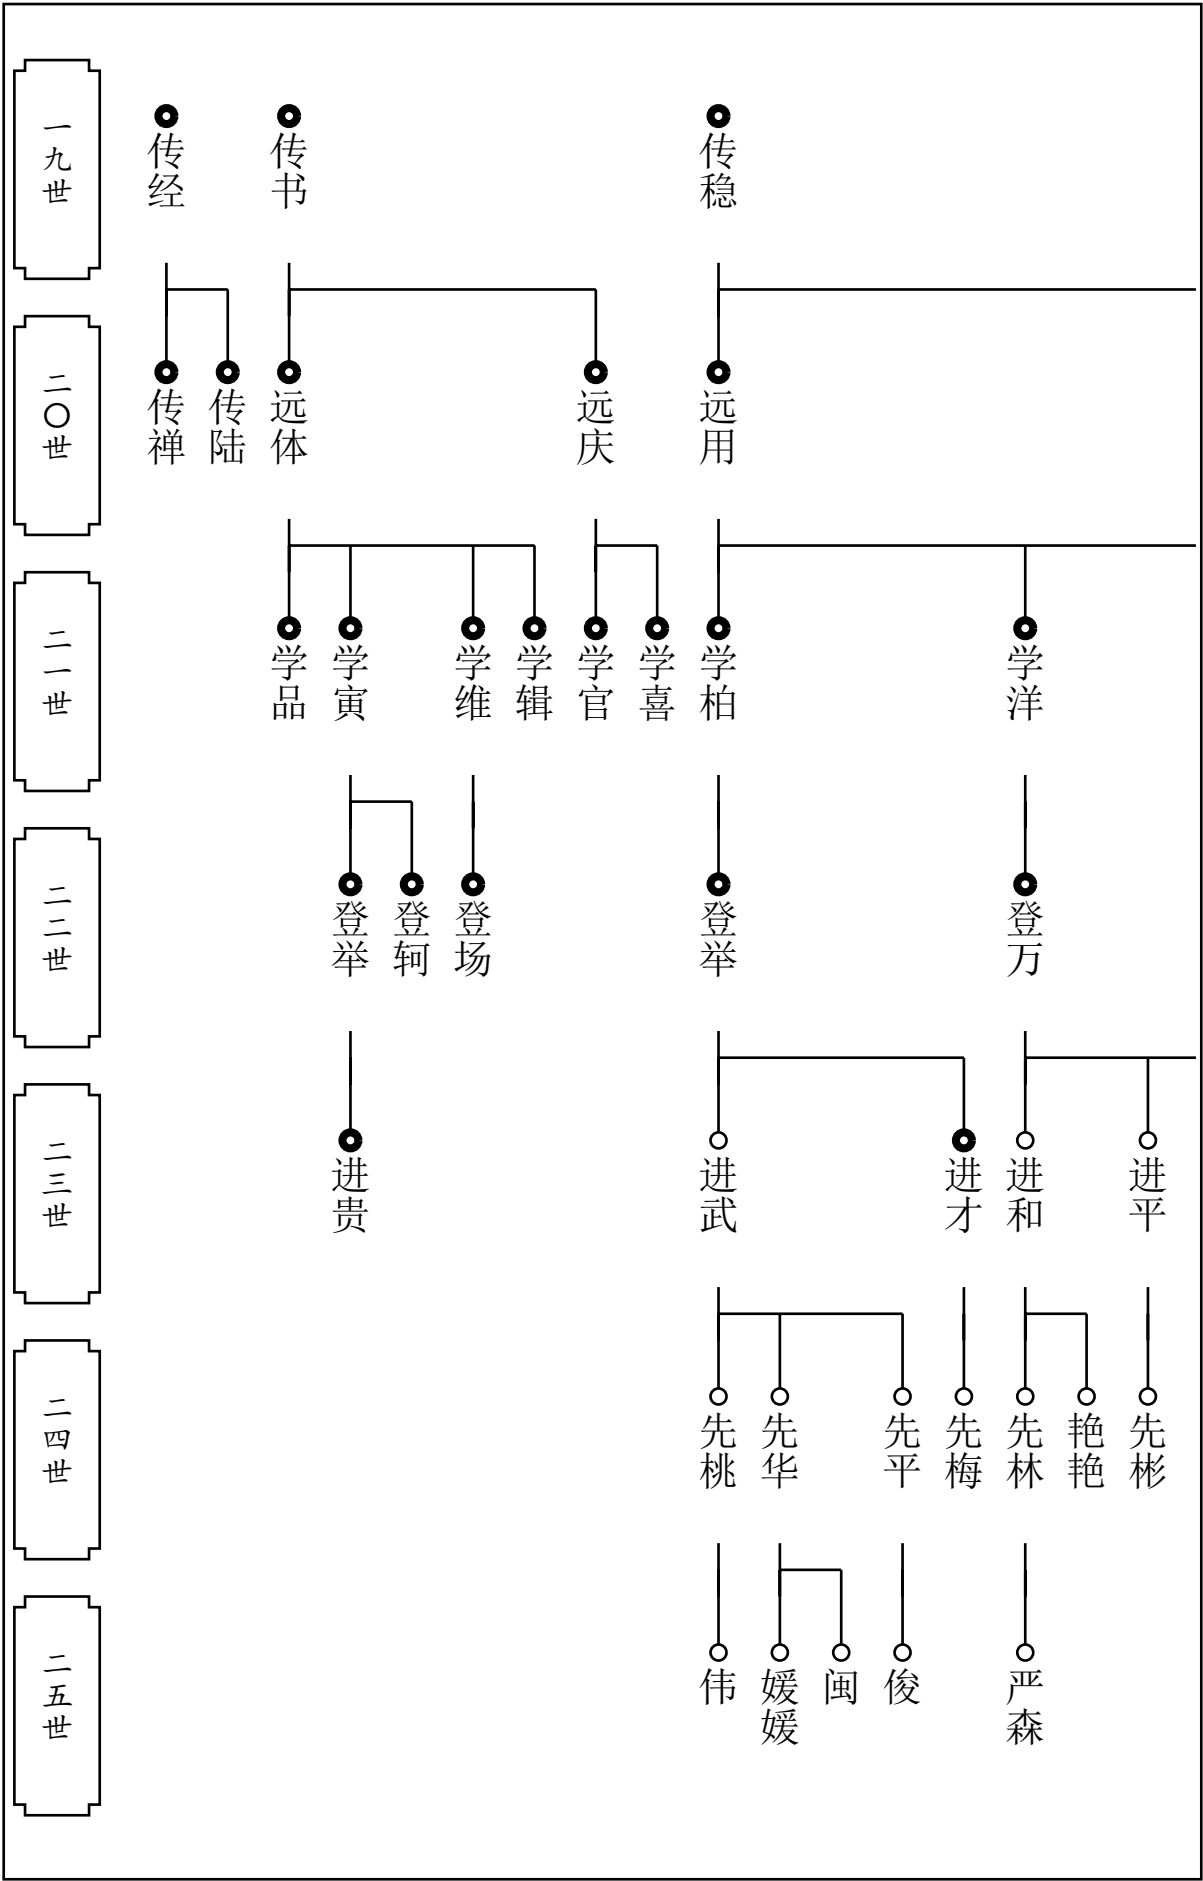 一九世
传经
传书
传稳
二〇世
传禅
传陆
远体
远庆
远用
二一世
学品
学寅
学维
学辑
学官
学喜
学柏
学洋
二二世
登举
登轲
登场
登举
登万
二三世
进贵
进武
进才
进和
进平
二四世
先桃
先华
先平
先梅
先林
艳艳
先彬
二五世
伟
媛媛
闽
俊
严森